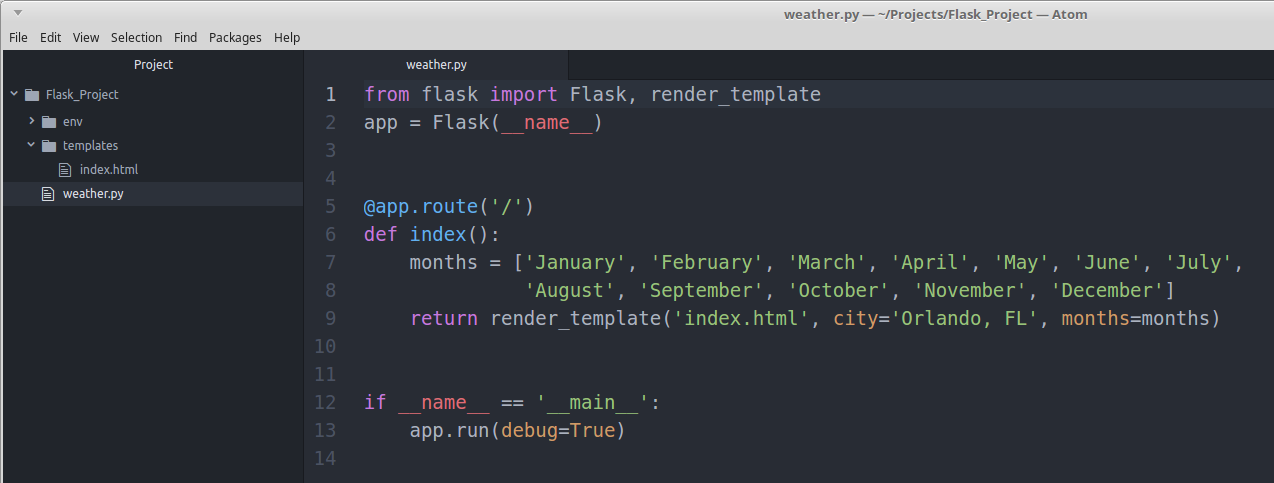 weather.py — ~/Projects/Flask_Project — Atom
File Edit View Selection Find Packages Help
Project
Flask_Project
env
templates
index.html
weather.py
weather.py
1 from flask import Flask, render_template
2 app = Flask(__name__)
3
4
5 @app.route('/')
6 def index():
7     months = ['January', 'February', 'March', 'April', 'May', 'June', 'July',
8               'August', 'September', 'October', 'November', 'December']
9     return render_template('index.html', city='Orlando, FL', months=months)
10
11
12 if __name__ == '__main__':
13     app.run(debug=True)
14